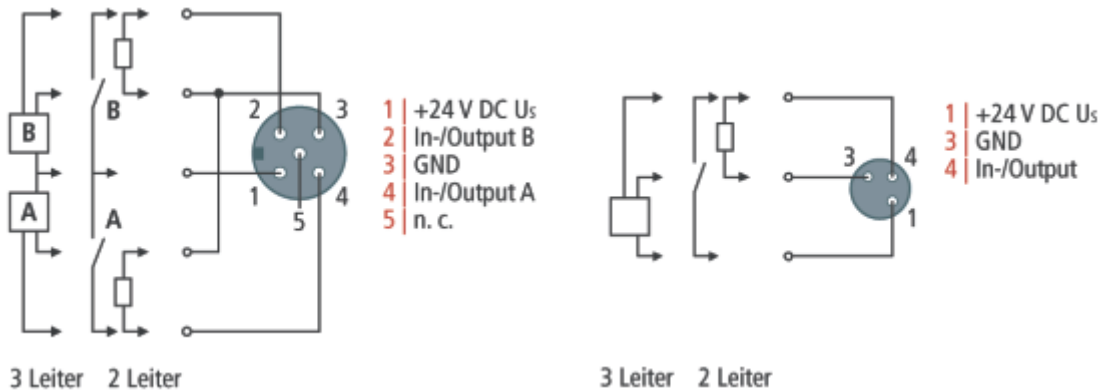 B
A
B
A
2
3
1
4
5
1 | +24 V DC Us
2 | In-/Output B
3 | GND
4 | In-/Output A
5 | n. c.
3 Leiter 2 Leiter
3
4
1
1 | +24 V DC Us
3 | GND
4 | In-/Output
3 Leiter 2 Leiter